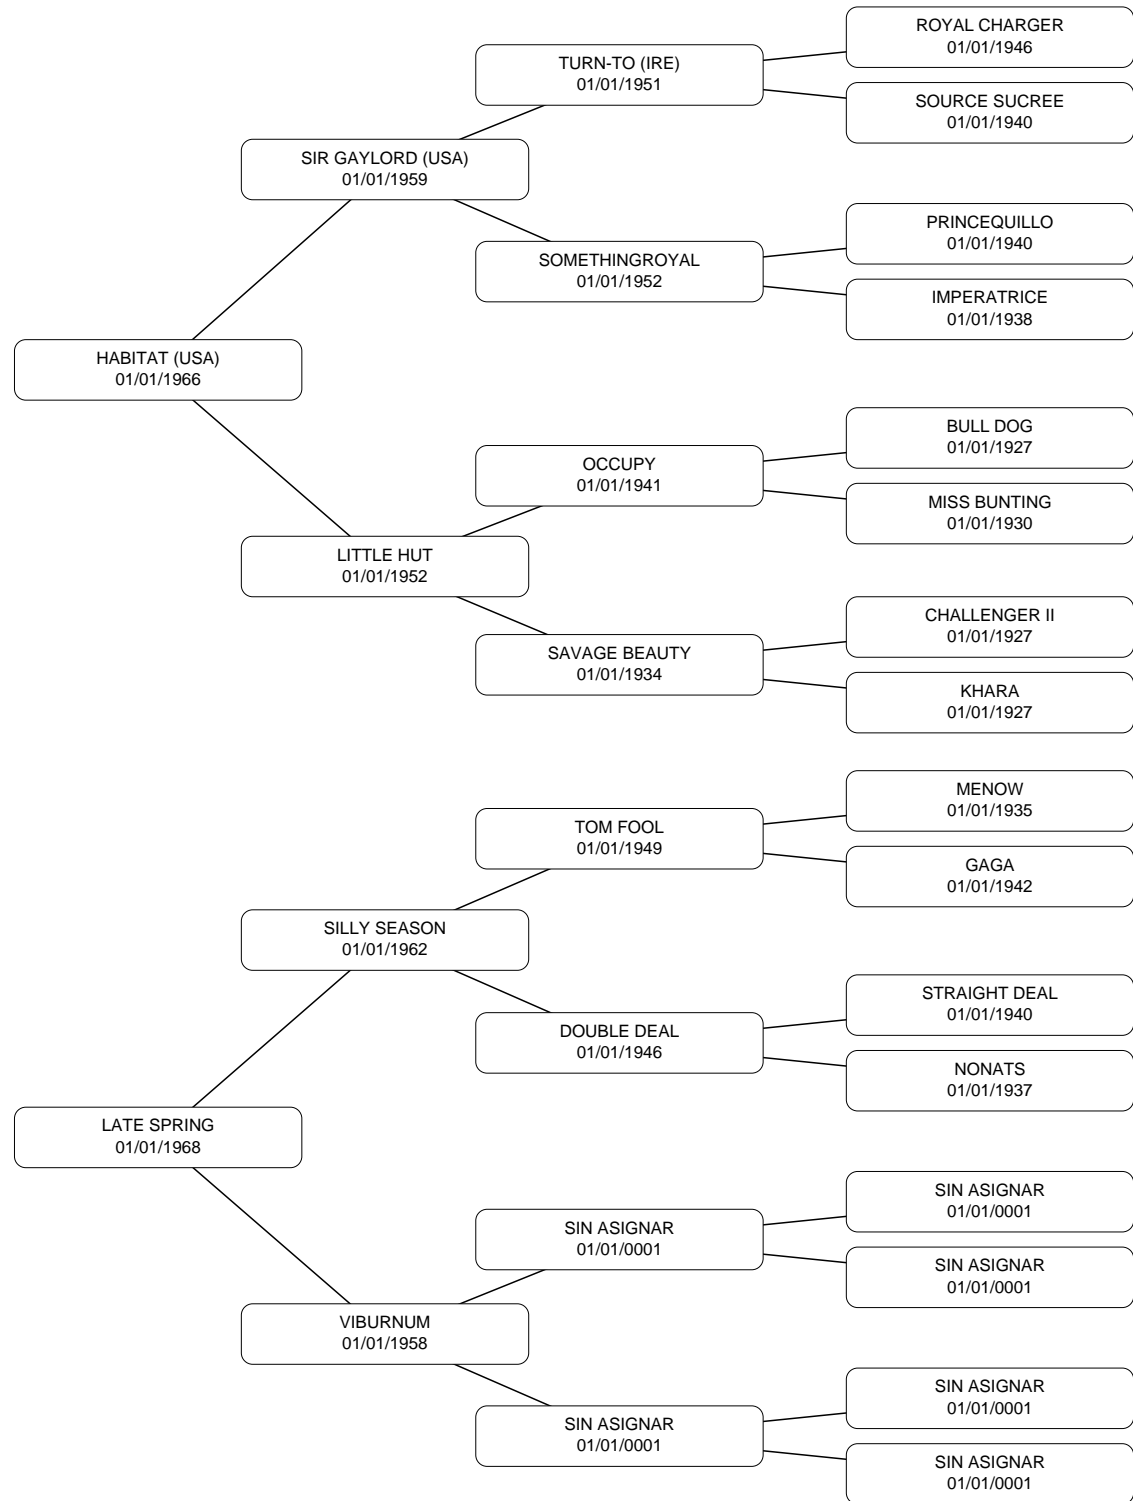 ROYAL CHARGER
01/01/1946
TURN-TO (IRE)
01/01/1951
SOURCE SUCREE
01/01/1940
SIR GAYLORD (USA)
01/01/1959
PRINCEQUILLO
01/01/1940
SOMETHINGROYAL
01/01/1952
IMPERATRICE
01/01/1938
HABITAT (USA)
01/01/1966
BULL DOG
01/01/1927
OCCUPY
01/01/1941
MISS BUNTING
01/01/1930
LITTLE HUT
01/01/1952
CHALLENGER II
01/01/1927
SAVAGE BEAUTY
01/01/1934
KHARA
01/01/1927
MENOW
01/01/1935
TOM FOOL
01/01/1949
GAGA
01/01/1942
SILLY SEASON
01/01/1962
STRAIGHT DEAL
01/01/1940
DOUBLE DEAL
01/01/1946
NONATS
01/01/1937
LATE SPRING
01/01/1968
SIN ASIGNAR
01/01/0001
SIN ASIGNAR
01/01/0001
SIN ASIGNAR
01/01/0001
VIBURNUM
01/01/1958
SIN ASIGNAR
01/01/0001
SIN ASIGNAR
01/01/0001
SIN ASIGNAR
01/01/0001